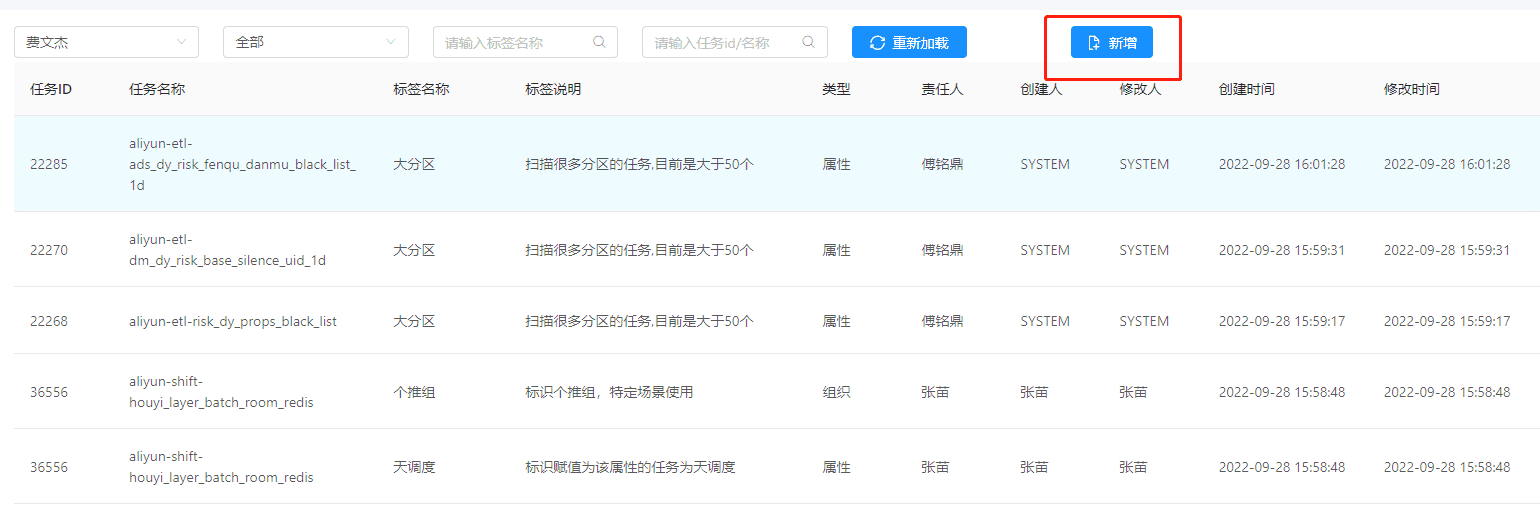 费文杰 全部 请输入标签名称 请输入任务id/名称 重新加载 新增
任务ID 任务名称 标签名称 标签说明 类型 责任人 创建人 修改人 创建时间 修改时间
aliyun-etl-
22285 ads_dy_risk_fenqu_danmu_black_list_ 大分区 扫描很多分区的任务,目前是大于50个 属性 傅铭鼎 SYSTEM SYSTEM 2022-09-28 16:01:28 2022-09-28 16:01:28
1d
aliyun-etl-
22270 大分区 扫描很多分区的任务,目前是大于50个 属性 傅铭鼎 SYSTEM SYSTEM 2022-09-28 15:59:31 2022-09-28 15:59:31
dm_dy_risk_base_silence_uid_1d
22268 aliyun-etl-risk_dy_props_black_list 大分区 扫描很多分区的任务,目前是大于50个 属性 傅铭鼎 SYSTEM SYSTEM 2022-09-28 15:59:17 2022-09-28 15:59:17
aliyun-shift-
36556 个推组 标识个推组，特定场景使用 组织 张苗 张苗 张苗 2022-09-28 15:58:48 2022-09-28 15:58:48
houyi_layer_batch_room_redis
aliyun-shift-
36556 天调度 标识赋值为该属性的任务为天调度 属性 张苗 张苗 张苗 2022-09-28 15:58:48 2022-09-28 15:58:48
houyi_layer_batch_room_redis